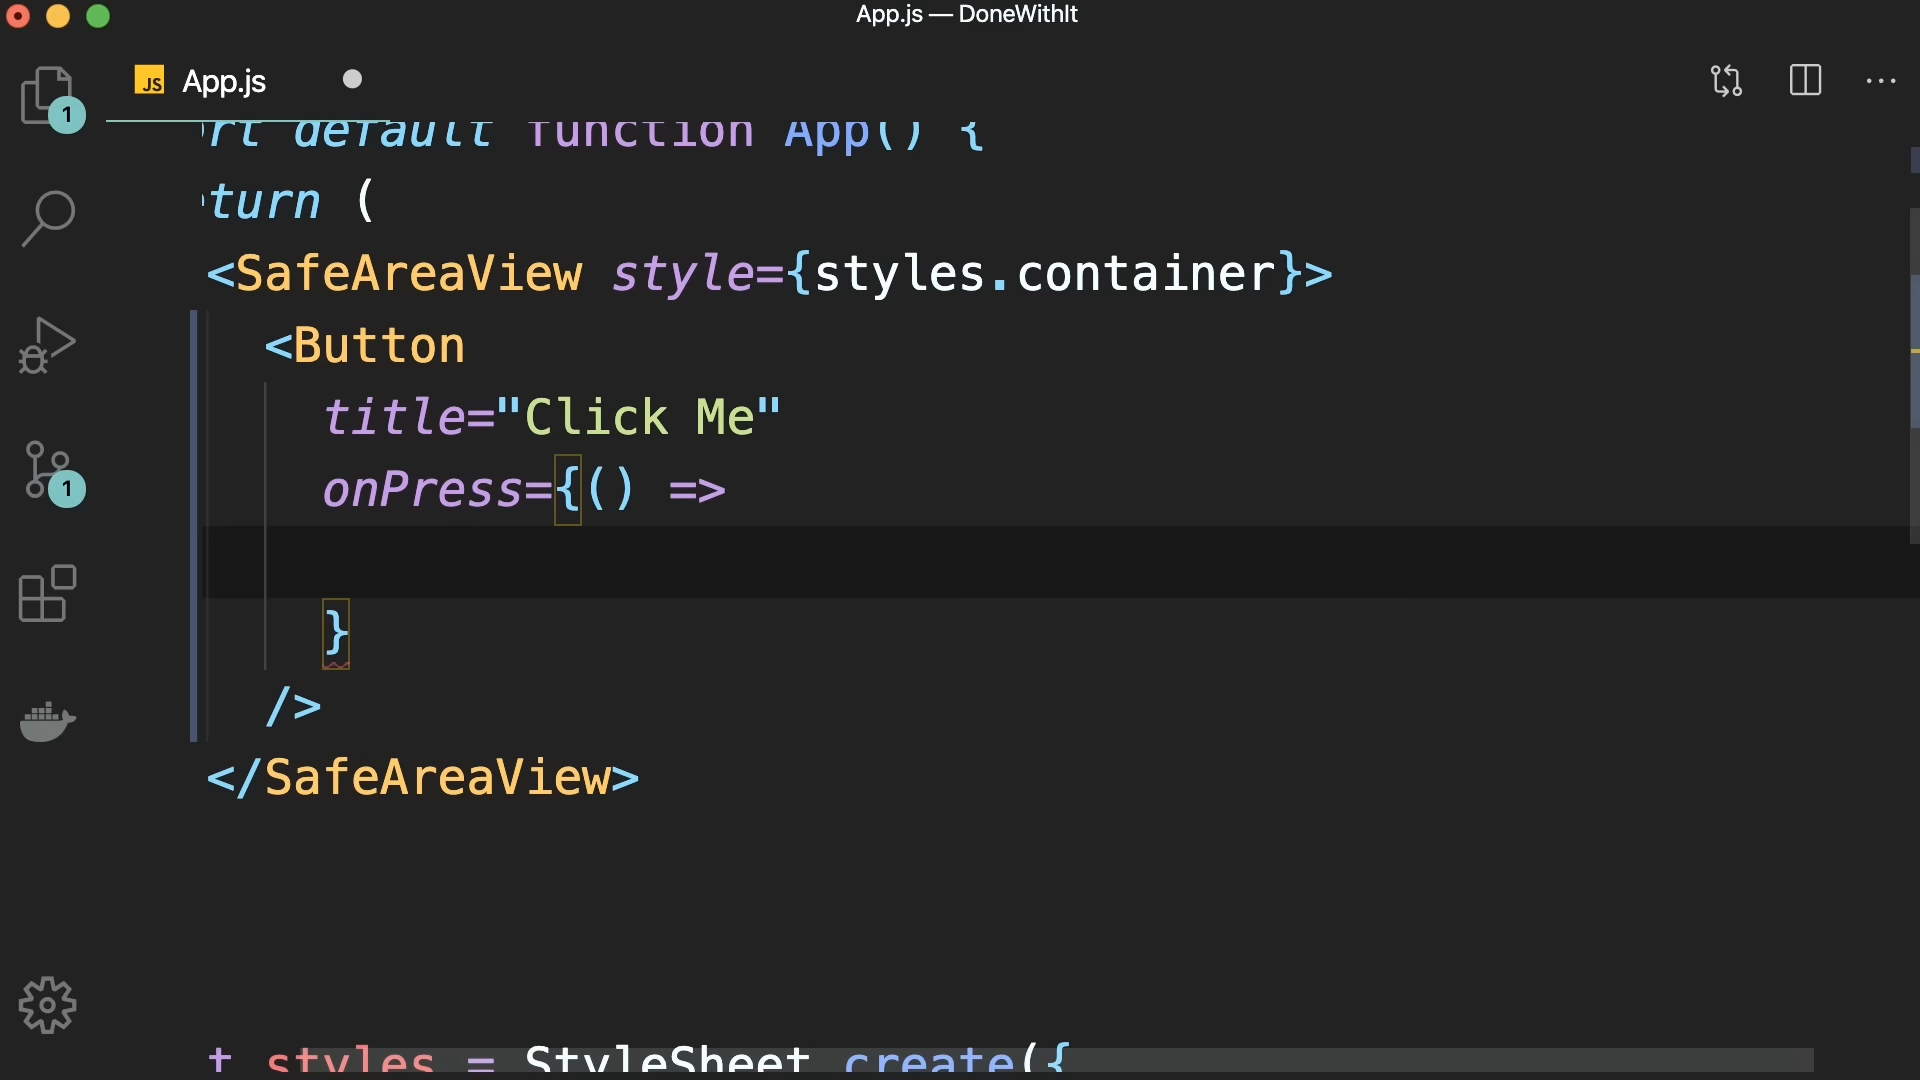 App.js — DoneWithIt
JS App.js
1
rt default function App() {
turn (
<SafeAreaView style={styles.container}>
<Button
title="Click Me"
onPress={() =>
1
}
/>
</SafeAreaView>
t styles = StyleSheet.create({